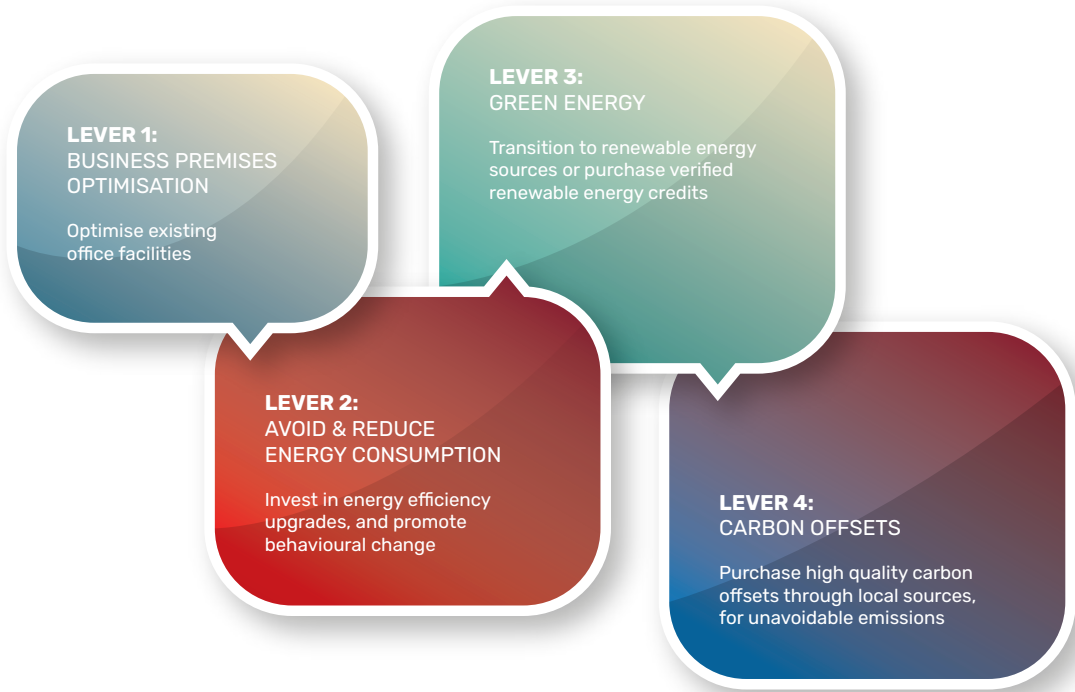 LEVER 1:
BUSINESS PREMISES
OPTIMISATION
Optimise existing
office facilities
LEVER 2:
AVOID & REDUCE
ENERGY CONSUMPTION
Invest in energy efficiency
upgrades, and promote
behavioural change
LEVER 3:
GREEN ENERGY
Transition to renewable energy
sources or purchase verified
renewable energy credits
LEVER 4:
CARBON OFFSETS
Purchase high quality carbon
offsets through local sources,
for unavoidable emissions